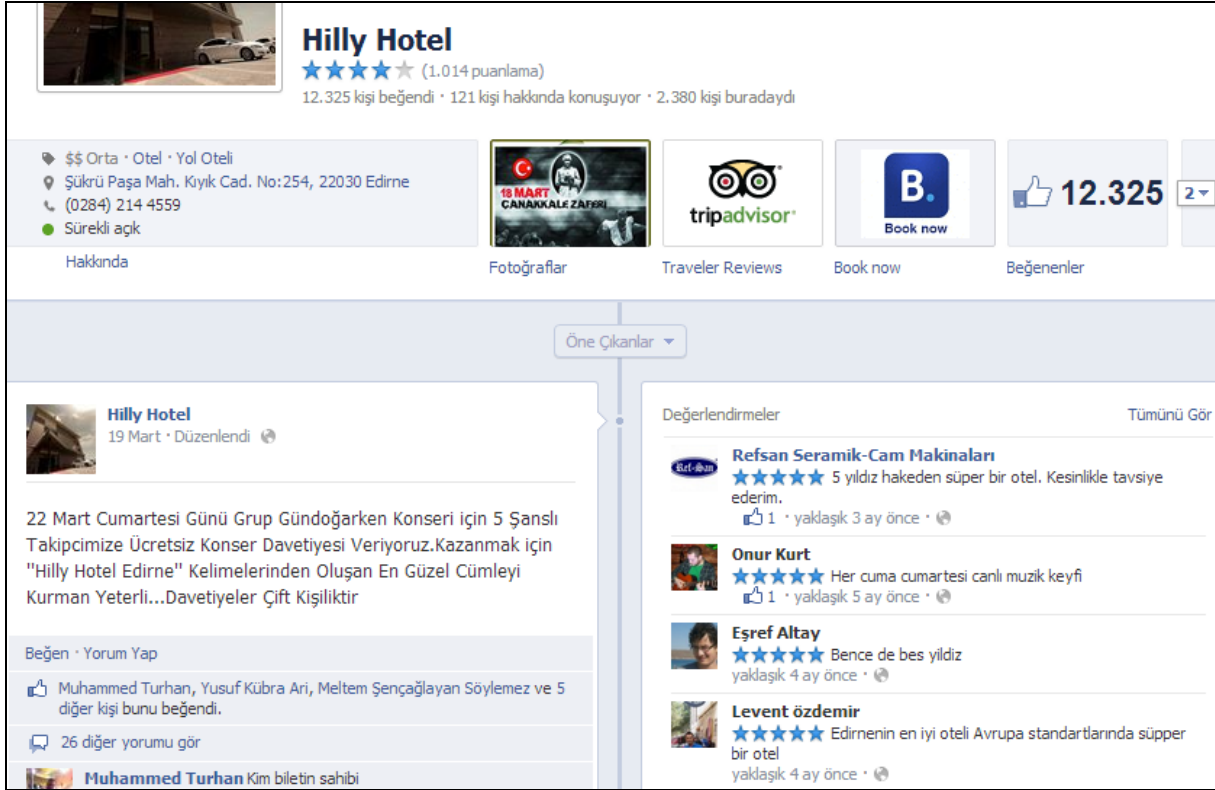 Hilly Hotel
(1.014 puanlama)
12.325 kişi beğendi · 121 kişi hakkında konuşuyor · 2.380 kişi buradaydı
$$ Orta · Otel · Yol Oteli
Şükrü Paşa Mah. Kıyık Cad. No:254, 22030 Edirne
(0284) 214 4559
Sürekli açık
Hakkında
18 MART
ÇANAKKALE ZAFERİ
Fotoğraflar
tripadvisor®
Traveler Reviews
B.
Book now
Book now
12.325
Beğenenler
2
Öne Çıkanlar
Hilly Hotel
19 Mart · Düzenlendi
22 Mart Cumartesi Günü Grup Gündoğarken Konseri için 5 Şanslı
Takipcimize Ücretsiz Konser Davetiyesi Veriyoruz.Kazanmak için
"Hilly Hotel Edirne" Kelimelerinden Oluşan En Güzel Cümleyi
Kurman Yeterli...Davetiyeler Çift Kişiliktir
Beğen · Yorum Yap
Muhammed Turhan, Yusuf Kübra Ari, Meltem Şençağlayan Söylemez ve 5
diğer kişi bunu beğendi.
26 diğer yorumu gör
Muhammed Turhan Kim biletin sahibi
Değerlendirmeler
Tümünü Gör
Ref-San
Refsan Seramik-Cam Makinaları
5 yıldız hakeden süper bir otel. Kesinlikle tavsiye
ederim.
1 · yaklaşık 3 ay önce ·
Onur Kurt
Her cuma cumartesi canlı muzik keyfi
1 · yaklaşık 5 ay önce ·
Eşref Altay
Bence de bes yildiz
yaklaşık 4 ay önce ·
Levent özdemir
Edirnenin en iyi oteli Avrupa standartlarında süpper
bir otel
yaklaşık 4 ay önce ·